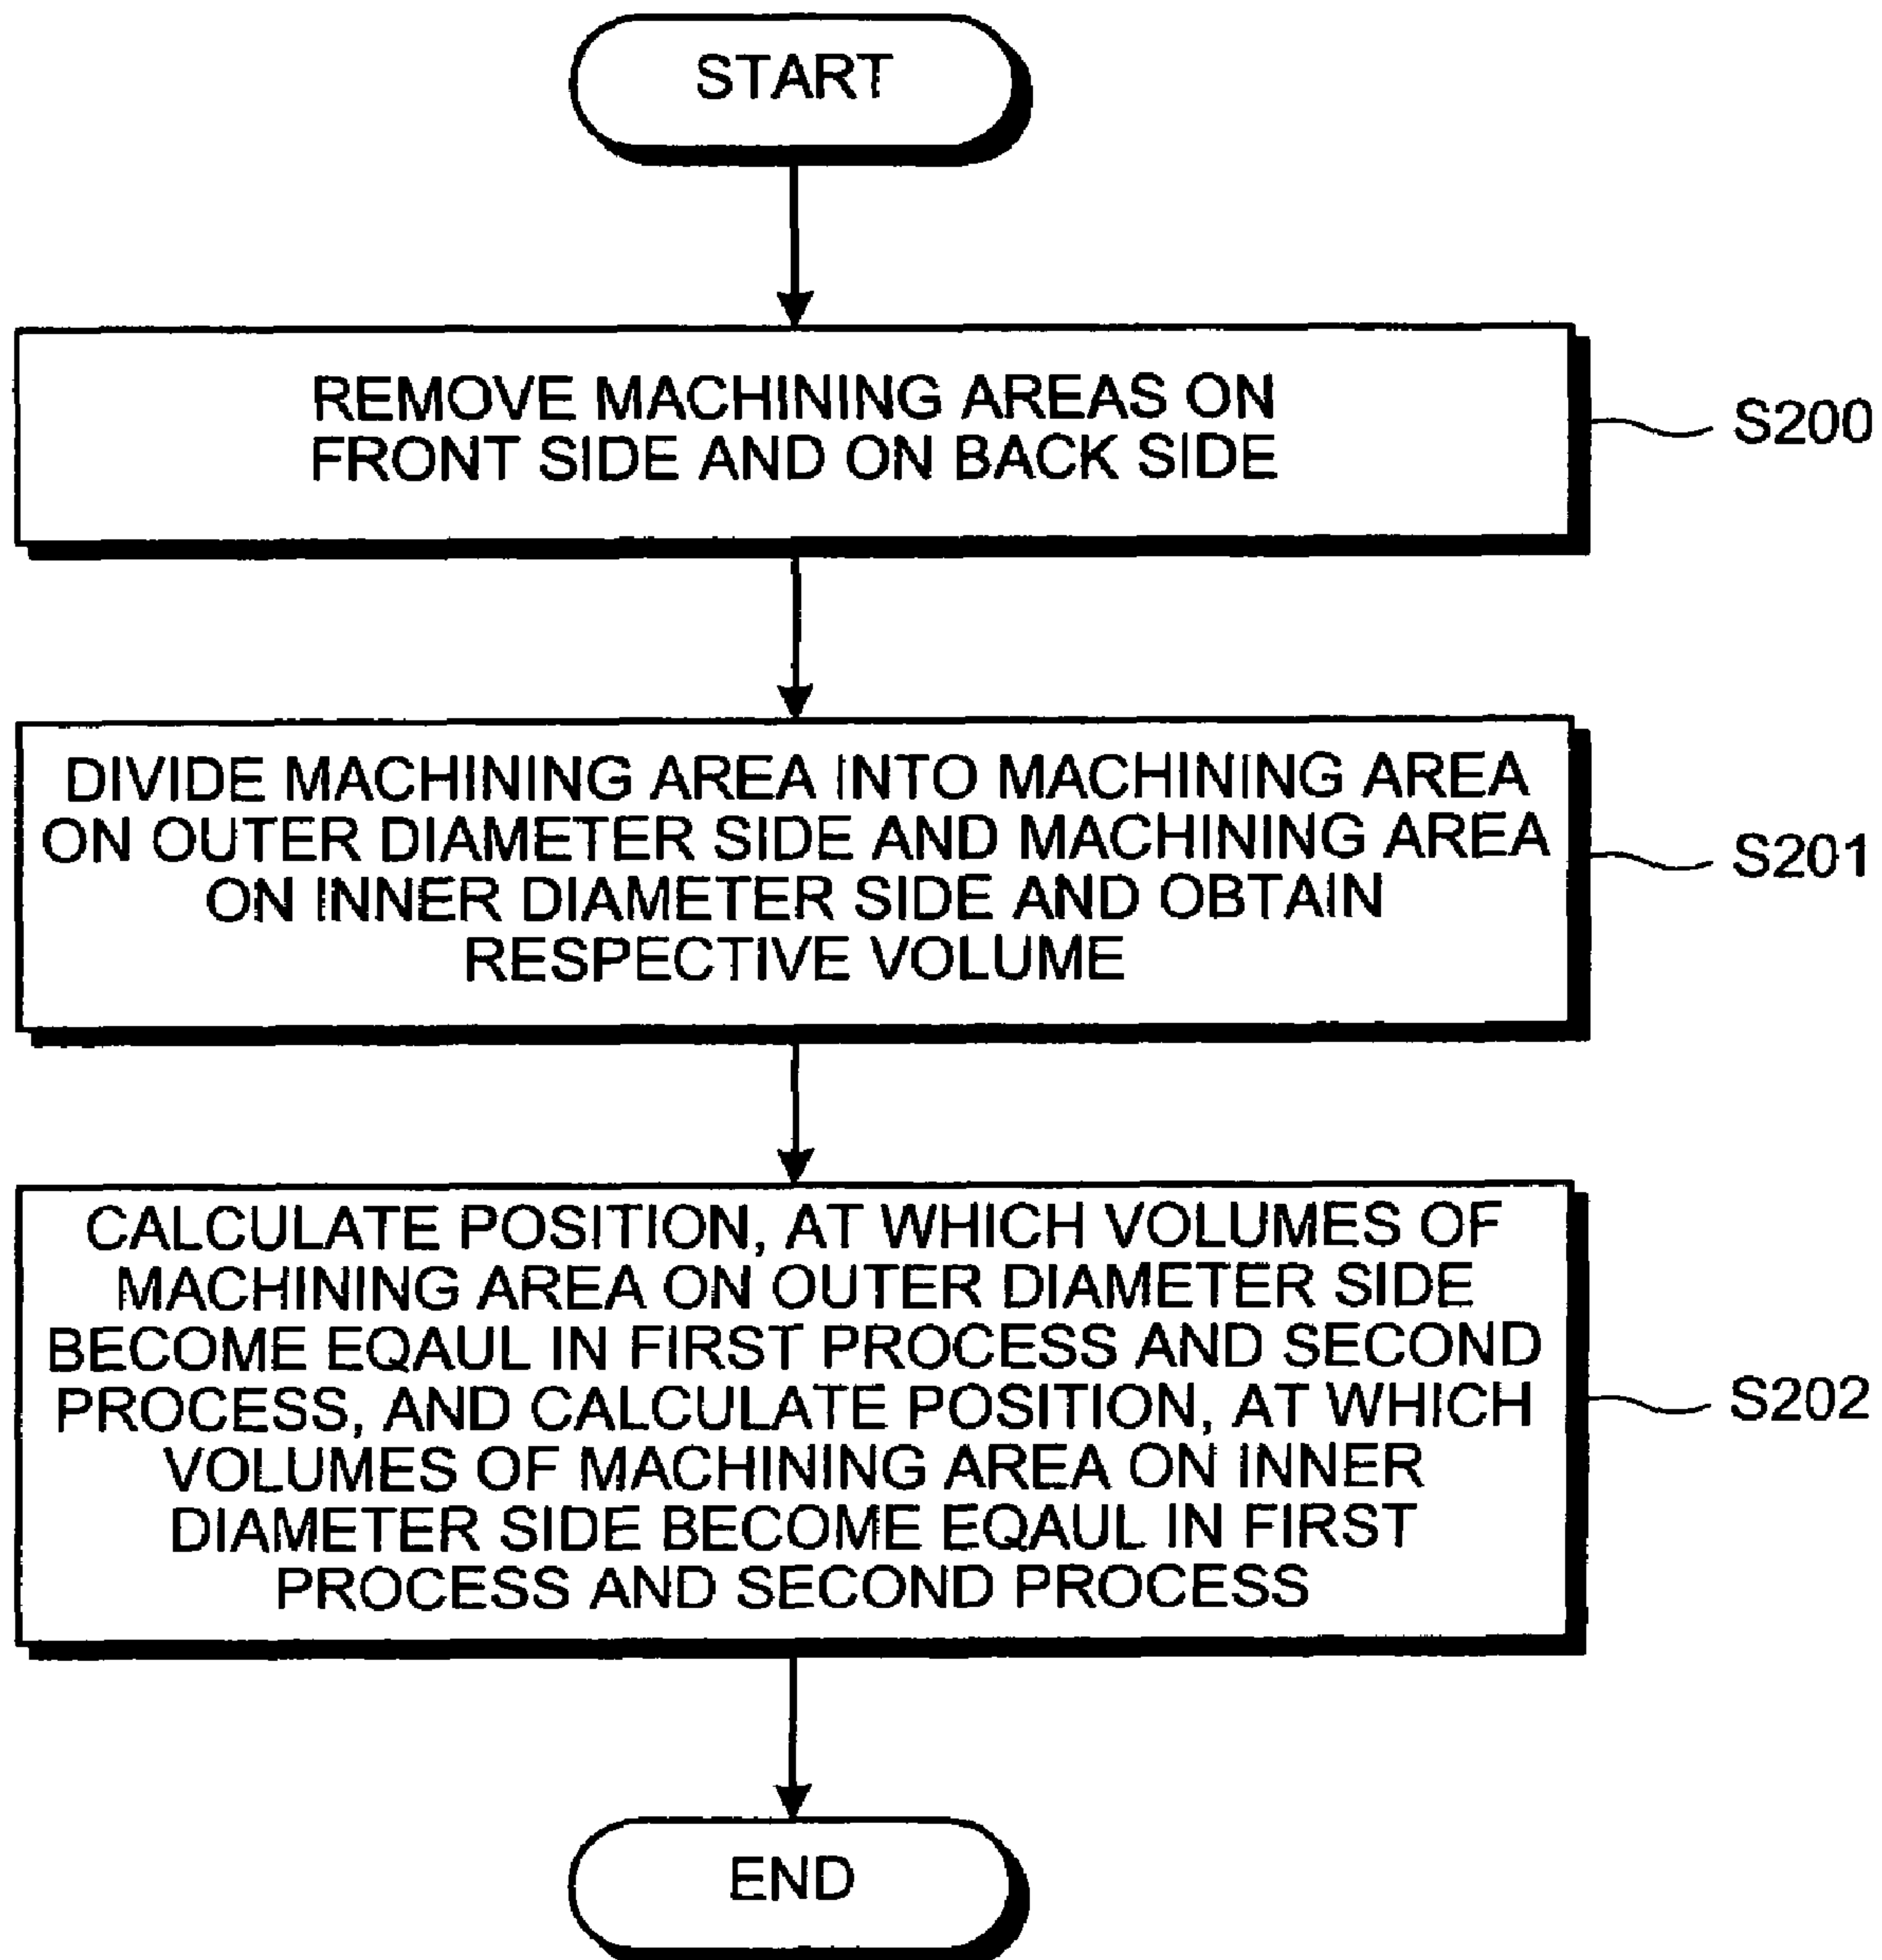 START
REMOVE MACHINING AREAS ON
FRONT SIDE AND ON BACK SIDE
S200
DIVIDE MACHINING AREA INTO MACHINING AREA
ON OUTER DIAMETER SIDE AND MACHINING AREA
ON INNER DIAMETER SIDE AND OBTAIN
RESPECTIVE VOLUME
S201
CALCULATE POSITION, AT WHICH VOLUMES OF
MACHINING AREA ON OUTER DIAMETER SIDE
BECOME EQAUL IN FIRST PROCESS AND SECOND
PROCESS, AND CALCULATE POSITION, AT WHICH
VOLUMES OF MACHINING AREA ON INNER
DIAMETER SIDE BECOME EQAUL IN FIRST
PROCESS AND SECOND PROCESS
S202
END